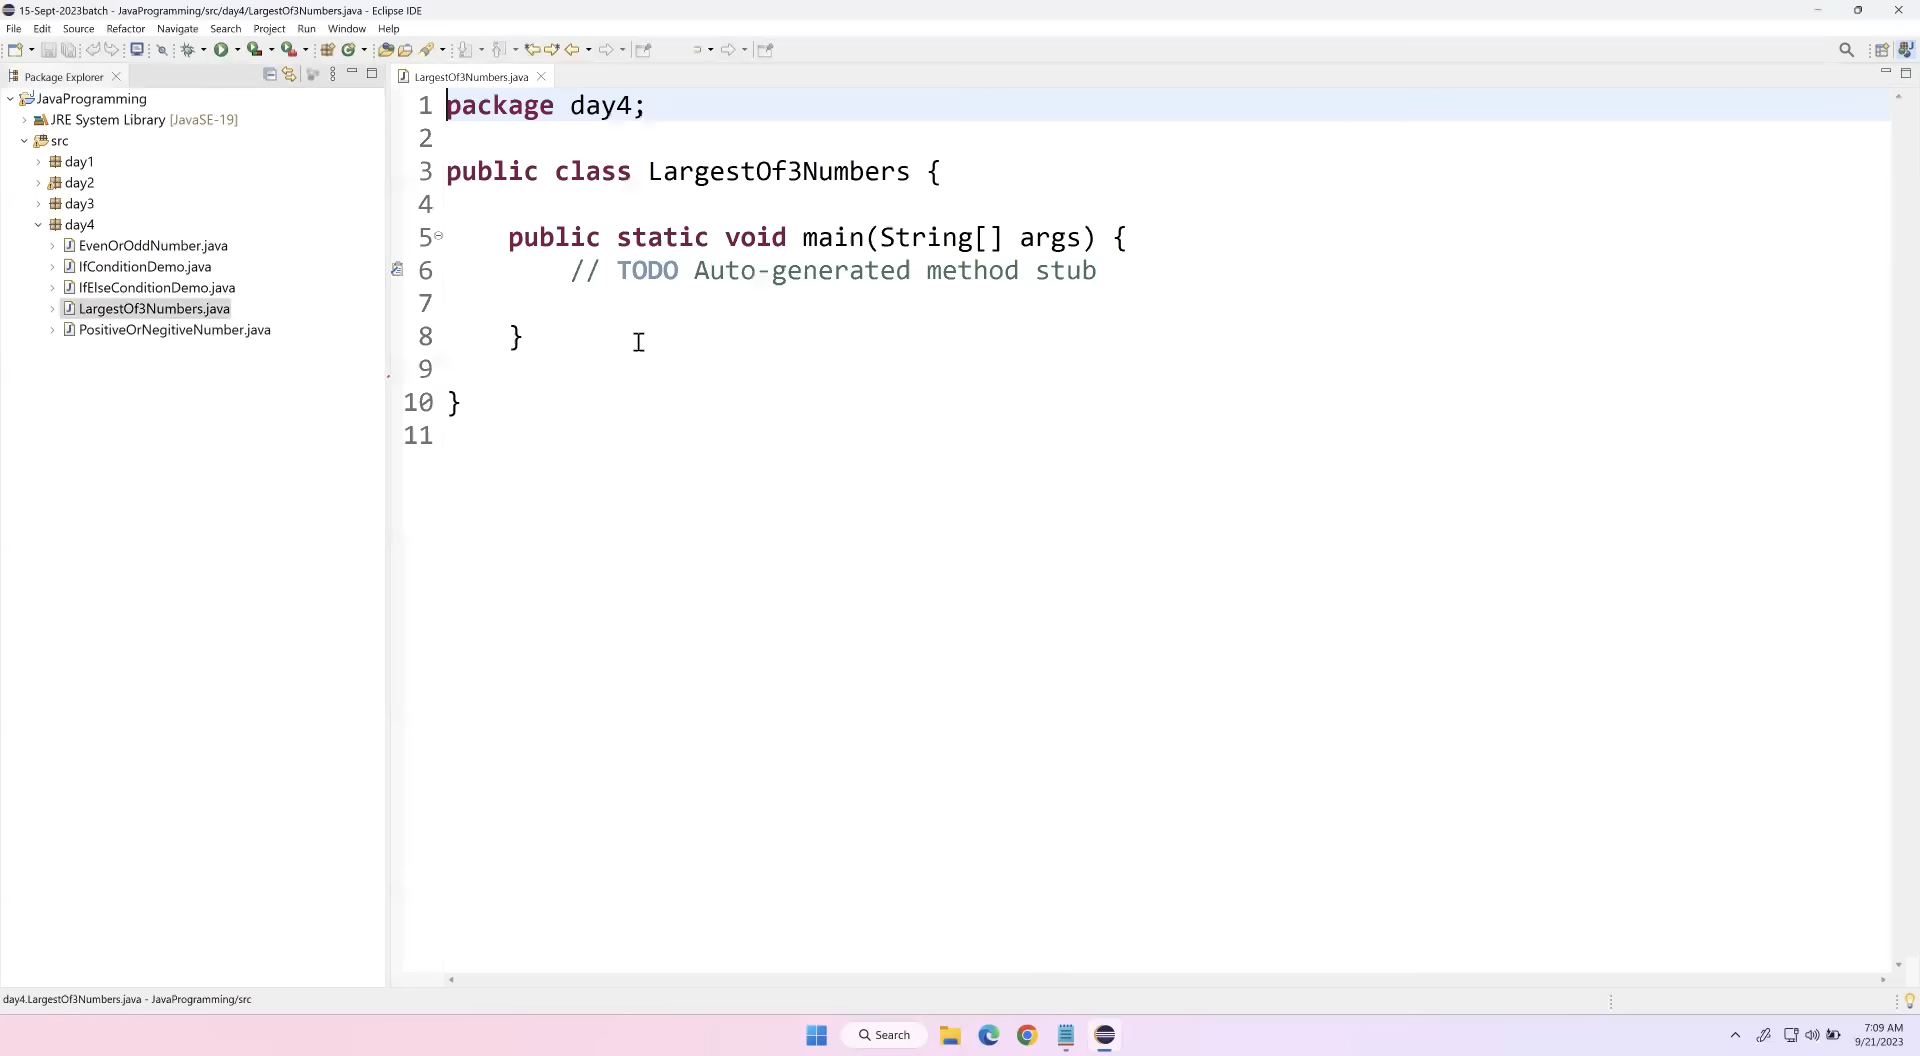 15-Sept-2023batch - JavaProgramming/src/day4/LargestOf3Numbers.java - Eclipse IDE
File Edit Source Refactor Navigate Search Project Run Window Help
Package Explorer
LargestOf3Numbers.java
JavaProgramming
JRE System Library [JavaSE-19]
src
day1
day2
day3
day4
EvenOrOddNumber.java
IfConditionDemo.java
IfElseConditionDemo.java
LargestOf3Numbers.java
PositiveOrNegitiveNumber.java
1 package day4;
2
3 public class LargestOf3Numbers {
4
5 public static void main(String[] args) {
6 // TODO Auto-generated method stub
7
8 }
9
10 }
11
day4.LargestOf3Numbers.java - JavaProgramming/src
Search
7:09 AM
9/21/2023